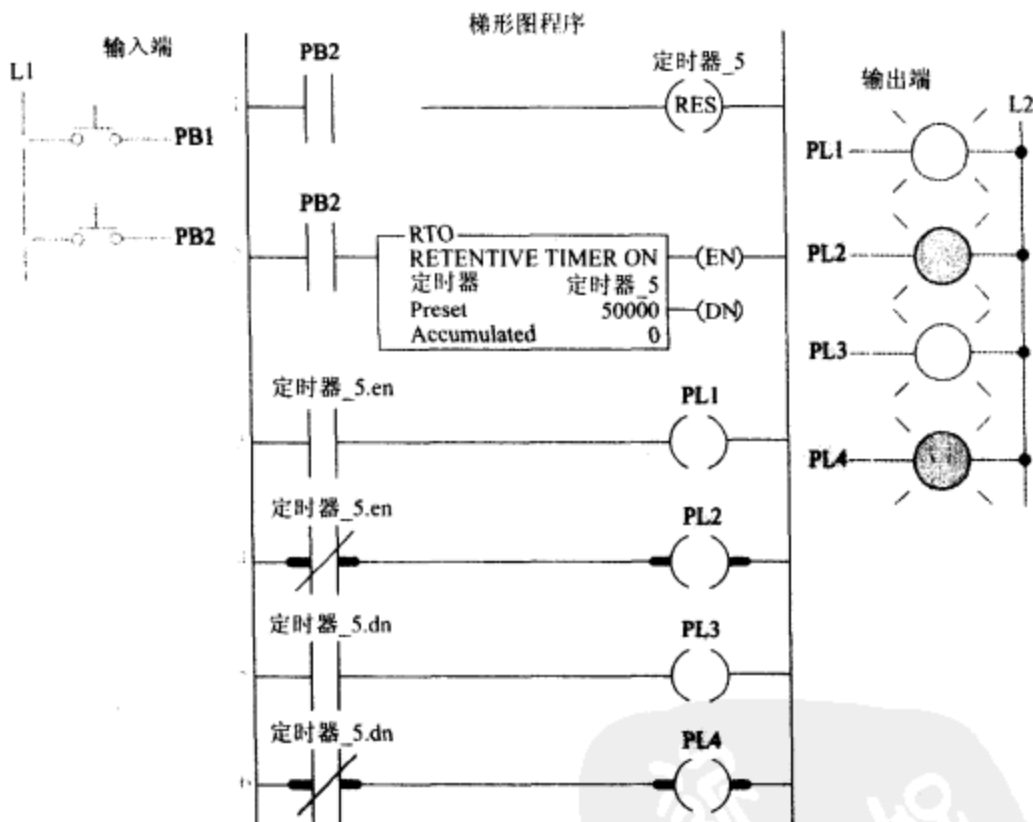 梯形图程序
输入端
L1
PB1
PB2
PB2
定时器_5
RES
PB2
RTO
RETENTIVE TIMER ON
定时器 定时器_5
Preset 50000
Accumulated 0
(EN)
(DN)
定时器_5.en
PL1
定时器_5.en
PL2
定时器_5.dn
PL3
定时器_5.dn
PL4
输出端
L2
PL1
PL2
PL3
PL4